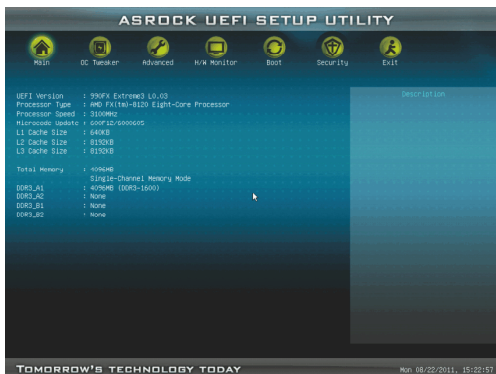 ASROCK UEFI SETUP UTILITY
Main OC Tweaker Advanced H/W Monitor Boot Security Exit
Description
UEFI Version : 990FX Extreme3 L0.03
Processor Type : AMD FX(tm)-8120 Eight-Core Processor
Processor Speed : 3100MHz
Microcode Update : 600F12/6000605
L1 Cache Size : 640KB
L2 Cache Size : 8192KB
L3 Cache Size : 8192KB
Total Memory : 4096MB
Single-Channel Memory Mode
DDR3_A1 : 4096MB (DDR3-1600)
DDR3_A2 : None
DDR3_B1 : None
DDR3_B2 : None
TOMORROW'S TECHNOLOGY TODAY
Mon 08/22/2011, 15:22:57